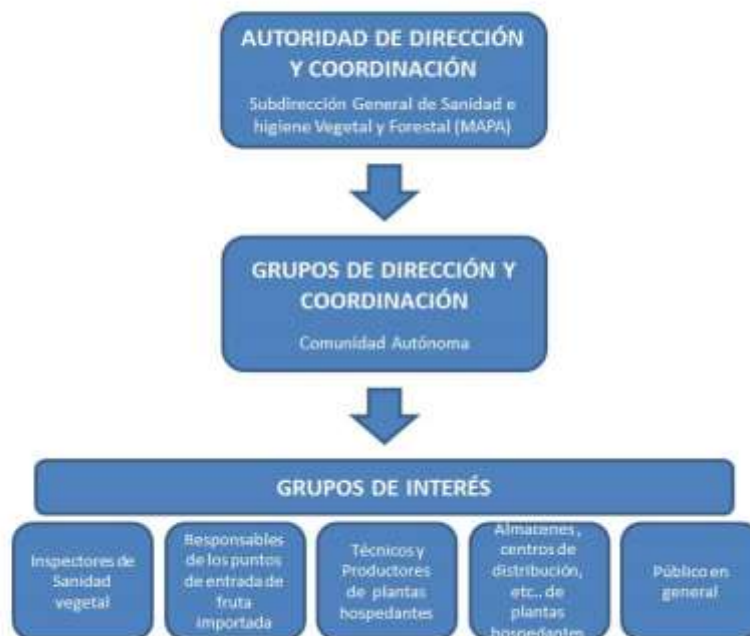 AUTORIDAD DE DIRECCIÓN
Y COORDINACIÓN
Subdirección General de Sanidad e
higiene Vegetal y Forestal (MAPA)
GRUPOS DE DIRECCIÓN Y
COORDINACIÓN
Comunidad Autónoma
GRUPOS DE INTERÉS
Inspectores de
Sanidad
vegetal
Responsables
de los puntos
de entrada de
fruta
importada
Técnicos y
Productores
de plantas
hospedantes
Almacenes,
centros de
distribución,
etc.. de
plantas
hospedantes
Público en
general